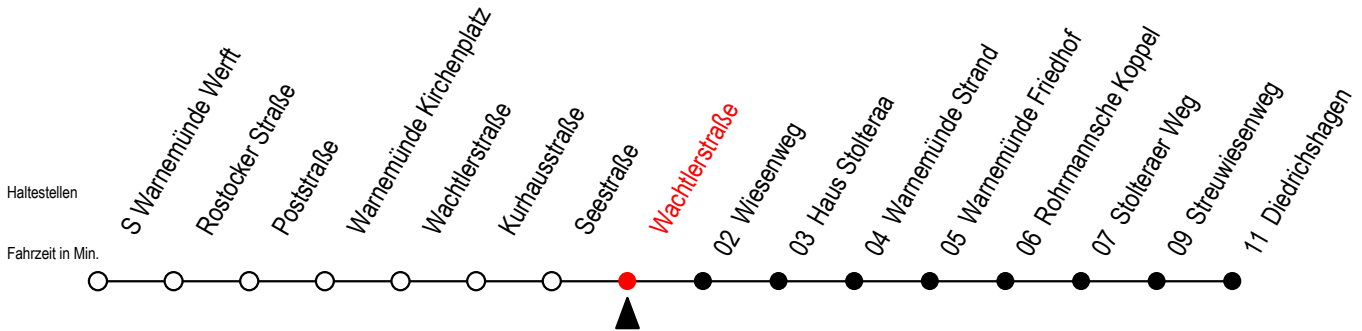 Haltestellen
Fahrzeit in Min.
S Warnemünde Werft
Rostocker Straße
Poststraße
Warnemünde Kirchenplatz
Wachtlerstraße
Kurhausstraße
Seestraße
Wachtlerstraße
02 Wiesenweg
03 Haus Stolteraa
04 Warnemünde Strand
05 Warnemünde Friedhof
06 Rohrmannsche Koppel
07 Stolteraer Weg
09 Streuwiesenweg
11 Diedrichshagen